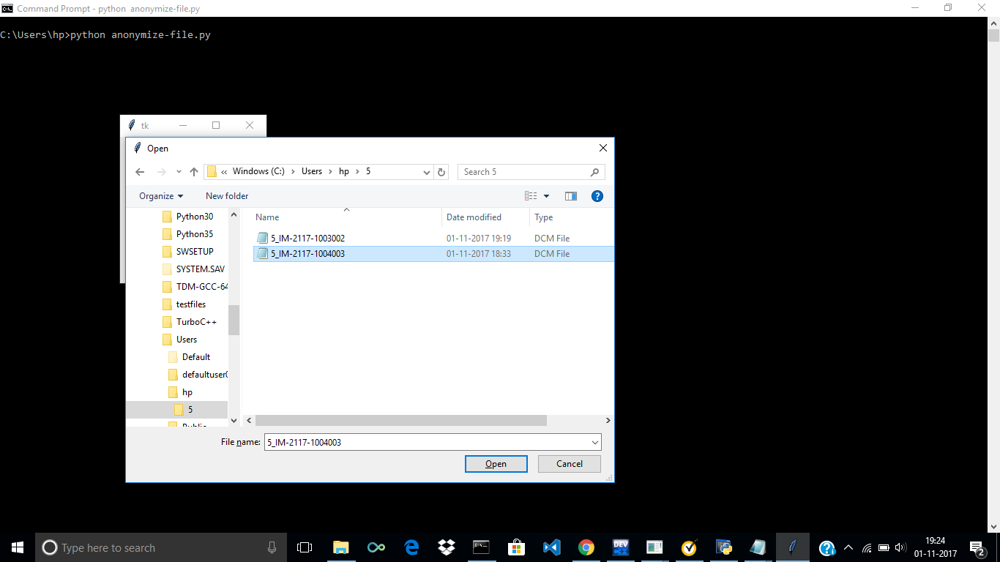 Command Prompt - python  anonymize-file.py
C:\Users\hp>python anonymize-file.py
tk
Open
« Windows (C:) > Users > hp > 5
Search 5
Organize
New folder
Python30
Python35
SWSETUP
SYSTEM.SAV
TDM-GCC-64
testfiles
TurboC++
Users
Default
defaultuser0
hp
5
Public
Name Date modified Type
5_IM-2117-1003002 01-11-2017 19:19 DCM File
5_IM-2117-1004003 01-11-2017 18:33 DCM File
File name: 5_IM-2117-1004003
Open Cancel
Type here to search
DEV
19:24
01-11-2017
2